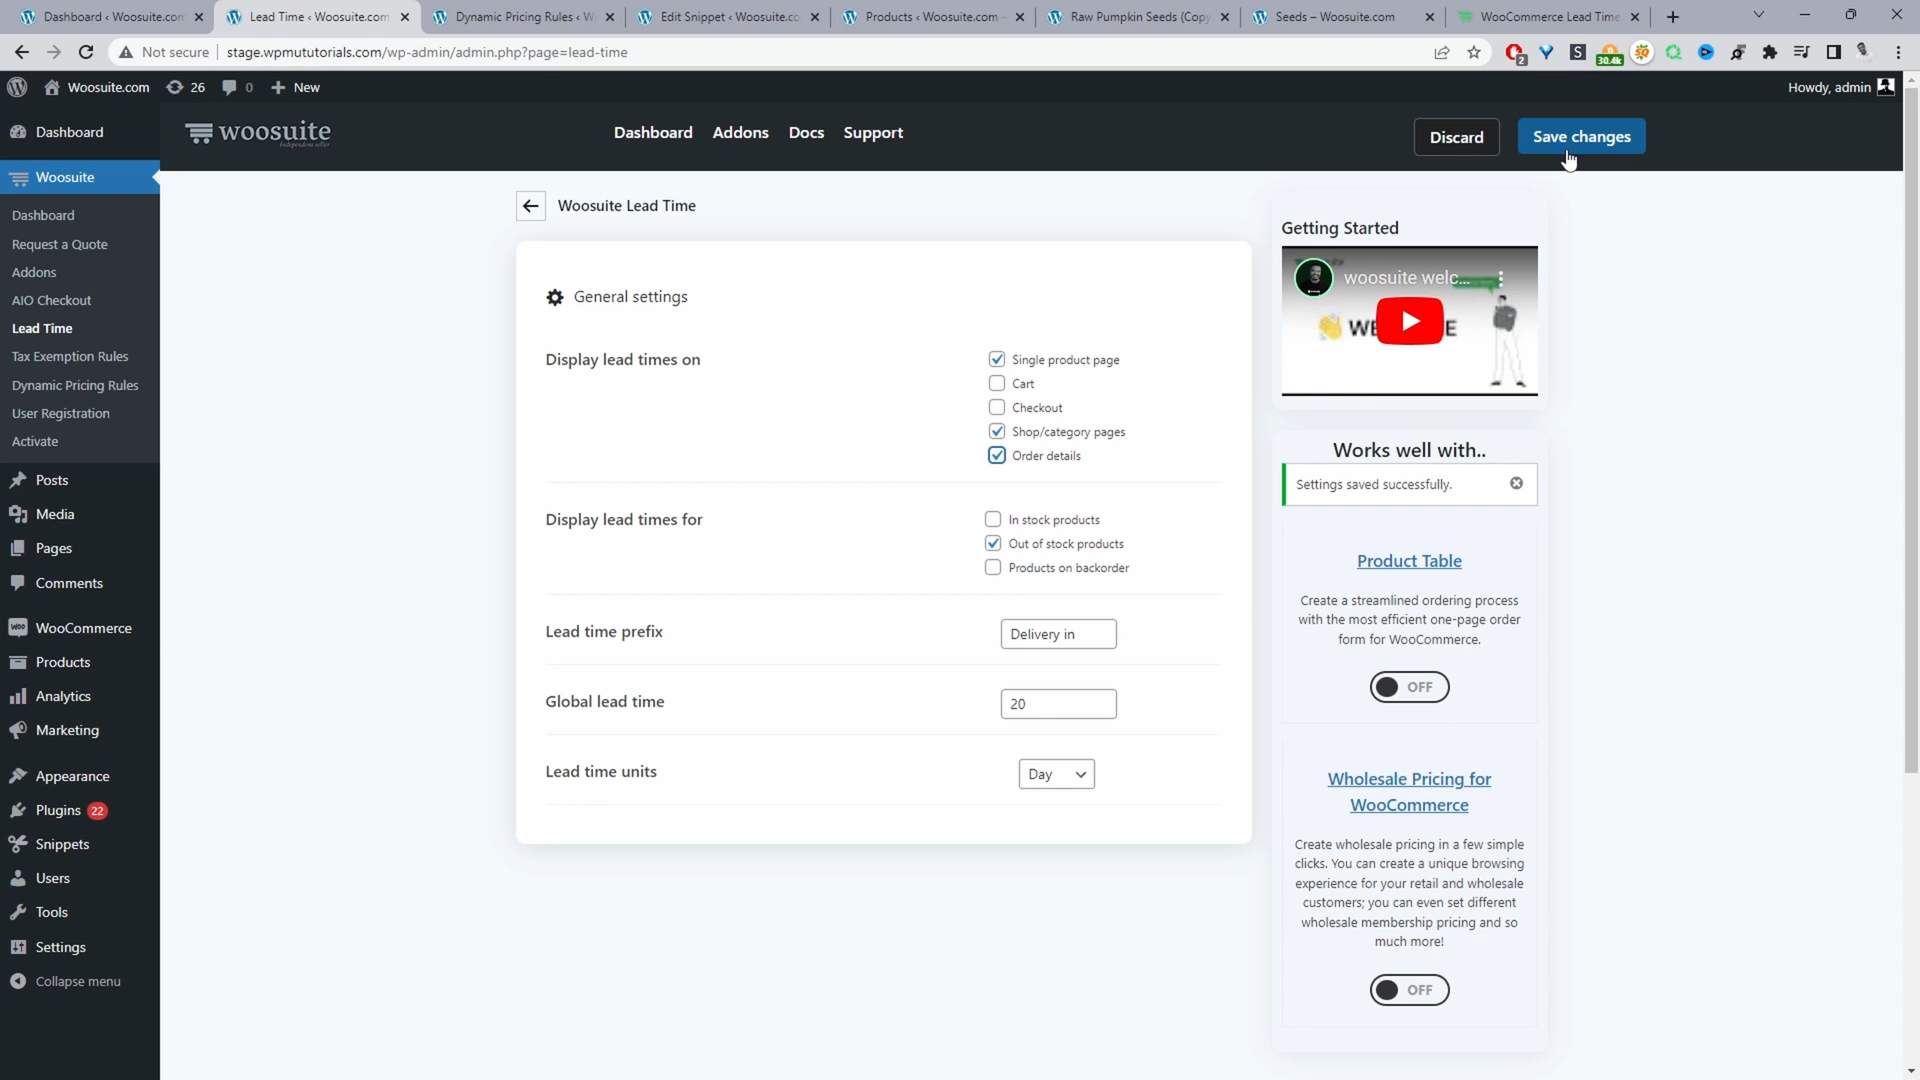 Dashboard ‹ Woosuite.com
Lead Time ‹ Woosuite.com
Dynamic Pricing Rules ‹ W
Edit Snippet ‹ Woosuite.co
Products ‹ Woosuite.com –
Raw Pumpkin Seeds (Copy
Seeds – Woosuite.com
WooCommerce Lead Time
Not secure
stage.wpmututorials.com/wp-admin/admin.php?page=lead-time
2
S
30.4k
Woosuite.com
26
0
New
Howdy, admin
Dashboard
Woosuite
Dashboard
Request a Quote
Addons
AIO Checkout
Lead Time
Tax Exemption Rules
Dynamic Pricing Rules
User Registration
Activate
Posts
Media
Pages
Comments
WooCommerce
Products
Analytics
Marketing
Appearance
Plugins 22
Snippets
Users
Tools
Settings
Collapse menu
woosuite
Independent seller
Dashboard
Addons
Docs
Support
Discard
Save changes
Woosuite Lead Time
General settings
Display lead times on
Single product page
Cart
Checkout
Shop/category pages
Order details
Display lead times for
In stock products
Out of stock products
Products on backorder
Lead time prefix
Delivery in
Global lead time
20
Lead time units
Day
Getting Started
woosuite welc...
Works well with..
Settings saved successfully.
Product Table
Create a streamlined ordering process
with the most efficient one-page order
form for WooCommerce.
OFF
Wholesale Pricing for
WooCommerce
Create wholesale pricing in a few simple
clicks. You can create a unique browsing
experience for your retail and wholesale
customers; you can even set different
wholesale membership pricing and so
much more!
OFF